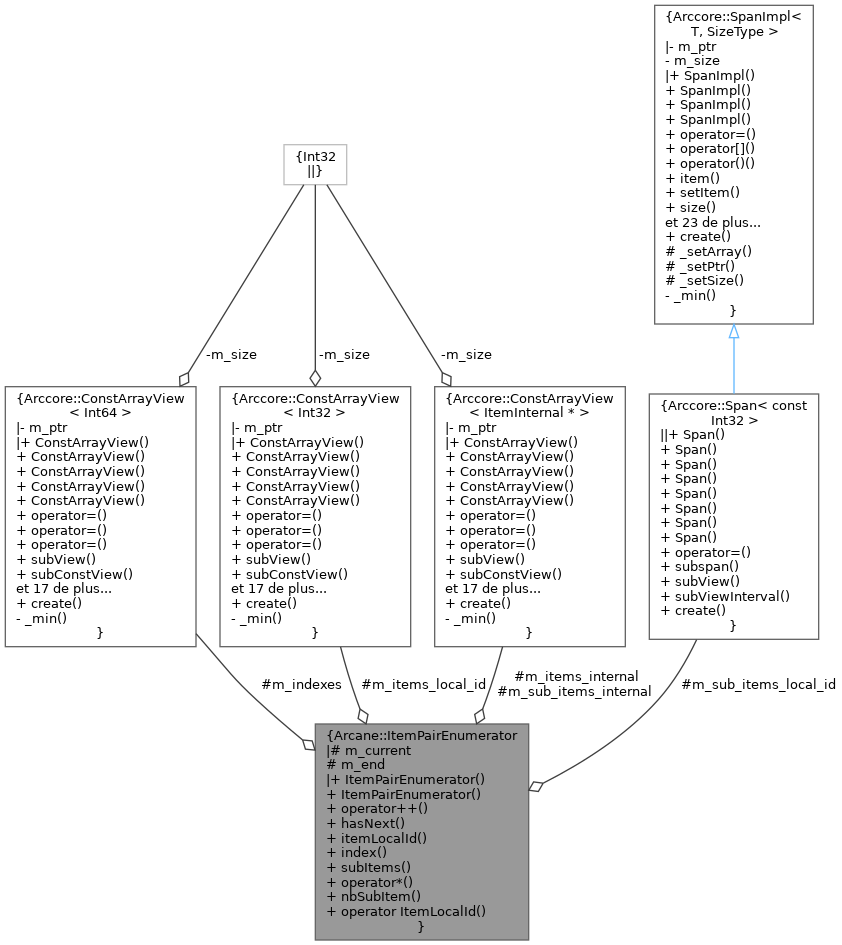 {Arccore::SpanImpl<
T, SizeType >
|- m_ptr
- m_size
|+ SpanImpl()
+ SpanImpl()
+ SpanImpl()
+ SpanImpl()
+ operator=()
+ operator[]()
+ operator()()
+ item()
+ setItem()
+ size()
et 23 de plus...
+ create()
# _setArray()
# _setPtr()
# _setSize()
- _min()
}
{Int32
||}
-m_size
-m_size
-m_size
{Arccore::ConstArrayView
< Int64 >
|- m_ptr
|+ ConstArrayView()
+ ConstArrayView()
+ ConstArrayView()
+ ConstArrayView()
+ ConstArrayView()
+ operator=()
+ operator=()
+ operator=()
+ subView()
+ subConstView()
et 17 de plus...
+ create()
- _min()
}
{Arccore::ConstArrayView
< Int32 >
|- m_ptr
|+ ConstArrayView()
+ ConstArrayView()
+ ConstArrayView()
+ ConstArrayView()
+ ConstArrayView()
+ operator=()
+ operator=()
+ operator=()
+ subView()
+ subConstView()
et 17 de plus...
+ create()
- _min()
}
{Arccore::ConstArrayView
< ItemInternal * >
|- m_ptr
|+ ConstArrayView()
+ ConstArrayView()
+ ConstArrayView()
+ ConstArrayView()
+ ConstArrayView()
+ operator=()
+ operator=()
+ operator=()
+ subView()
+ subConstView()
et 17 de plus...
+ create()
- _min()
}
{Arccore::Span< const
Int32 >
||+ Span()
+ Span()
+ Span()
+ Span()
+ Span()
+ Span()
+ Span()
+ Span()
+ operator=()
+ subspan()
+ subView()
+ subViewInterval()
+ create()
}
#m_indexes
#m_items_local_id
#m_items_internal
#m_sub_items_internal
#m_sub_items_local_id
{Arcane::ItemPairEnumerator
|# m_current
# m_end
|+ ItemPairEnumerator()
+ ItemPairEnumerator()
+ operator++()
+ hasNext()
+ itemLocalId()
+ index()
+ subItems()
+ operator*()
+ nbSubItem()
+ operator ItemLocalId()
}